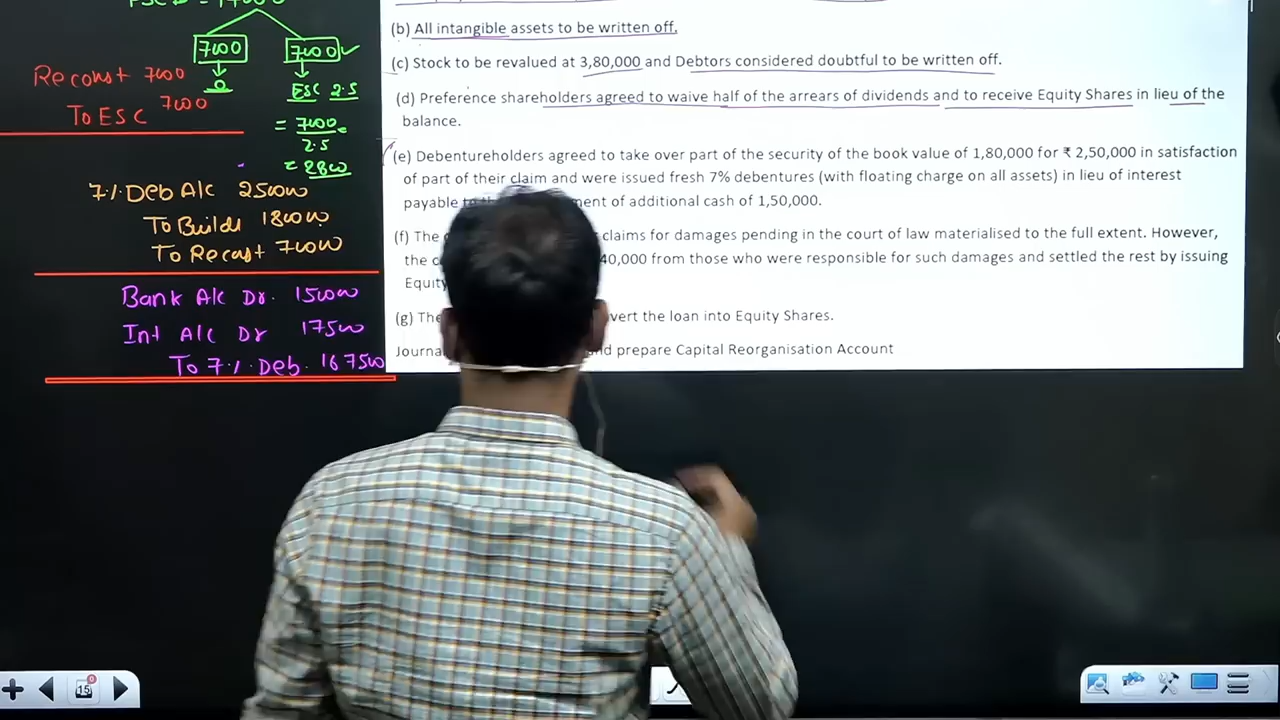 7000
7000
ESC 2.5
Reconst 7000
To ESC 7000
= 7000
2.5
= 2800
7% Deb A/c 250000
To Builds 180000
To Reconst 70000
Bank A/c Dr. 150000
Int A/c Dr 17500
To 7% Deb. 167500
(b) All intangible assets to be written off.
(c) Stock to be revalued at 3,80,000 and Debtors considered doubtful to be written off.
(d) Preference shareholders agreed to waive half of the arrears of dividends and to receive Equity Shares in lieu of the
balance.
(e) Debentureholders agreed to take over part of the security of the book value of 1,80,000 for ₹ 2,50,000 in satisfaction
of part of their claim and were issued fresh 7% debentures (with floating charge on all assets) in lieu of interest
payable of additional cash of 1,50,000.
(f) The claims for damages pending in the court of law materialised to the full extent. However,
the 40,000 from those who were responsible for such damages and settled the rest by issuing
Equity
(g) The the loan into Equity Shares.
prepare Capital Reorganisation Account
15